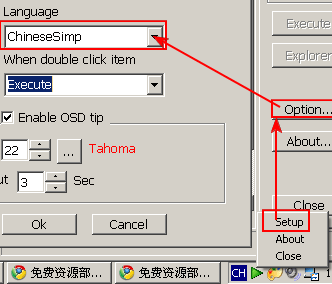 Language
ChineseSimp
Execute
When double click item
Explorer
Execute
Option...
Enable OSD tip
22
...
Tahoma
About...
ut
3
Sec
Close
Ok
Cancel
Setup
About
Close
免费资源部...
免费资源部...
CH